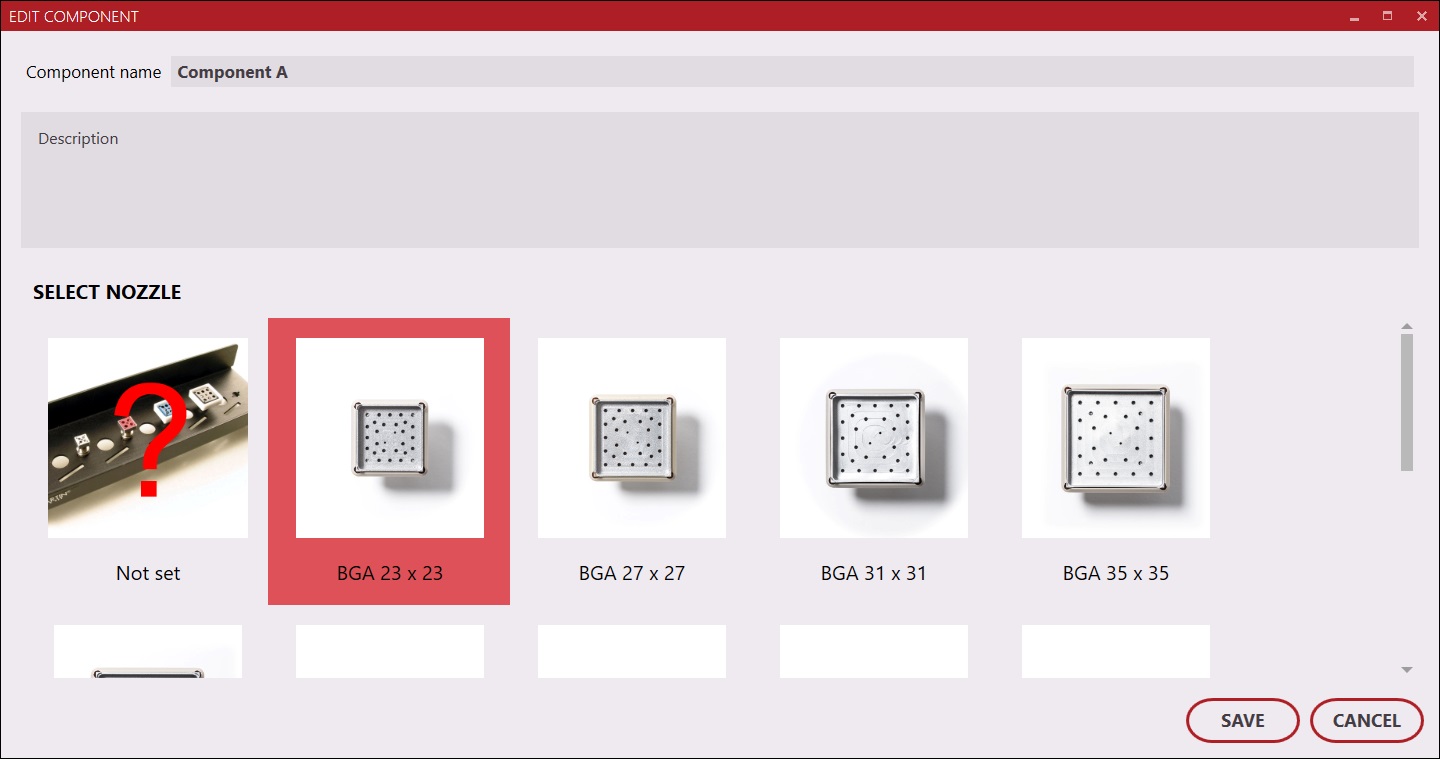 EDIT COMPONENT
Component name Component A
Description
SELECT NOZZLE
?
Not set
BGA 23 x 23
BGA 27 x 27
BGA 31 x 31
BGA 35 x 35
SAVE
CANCEL